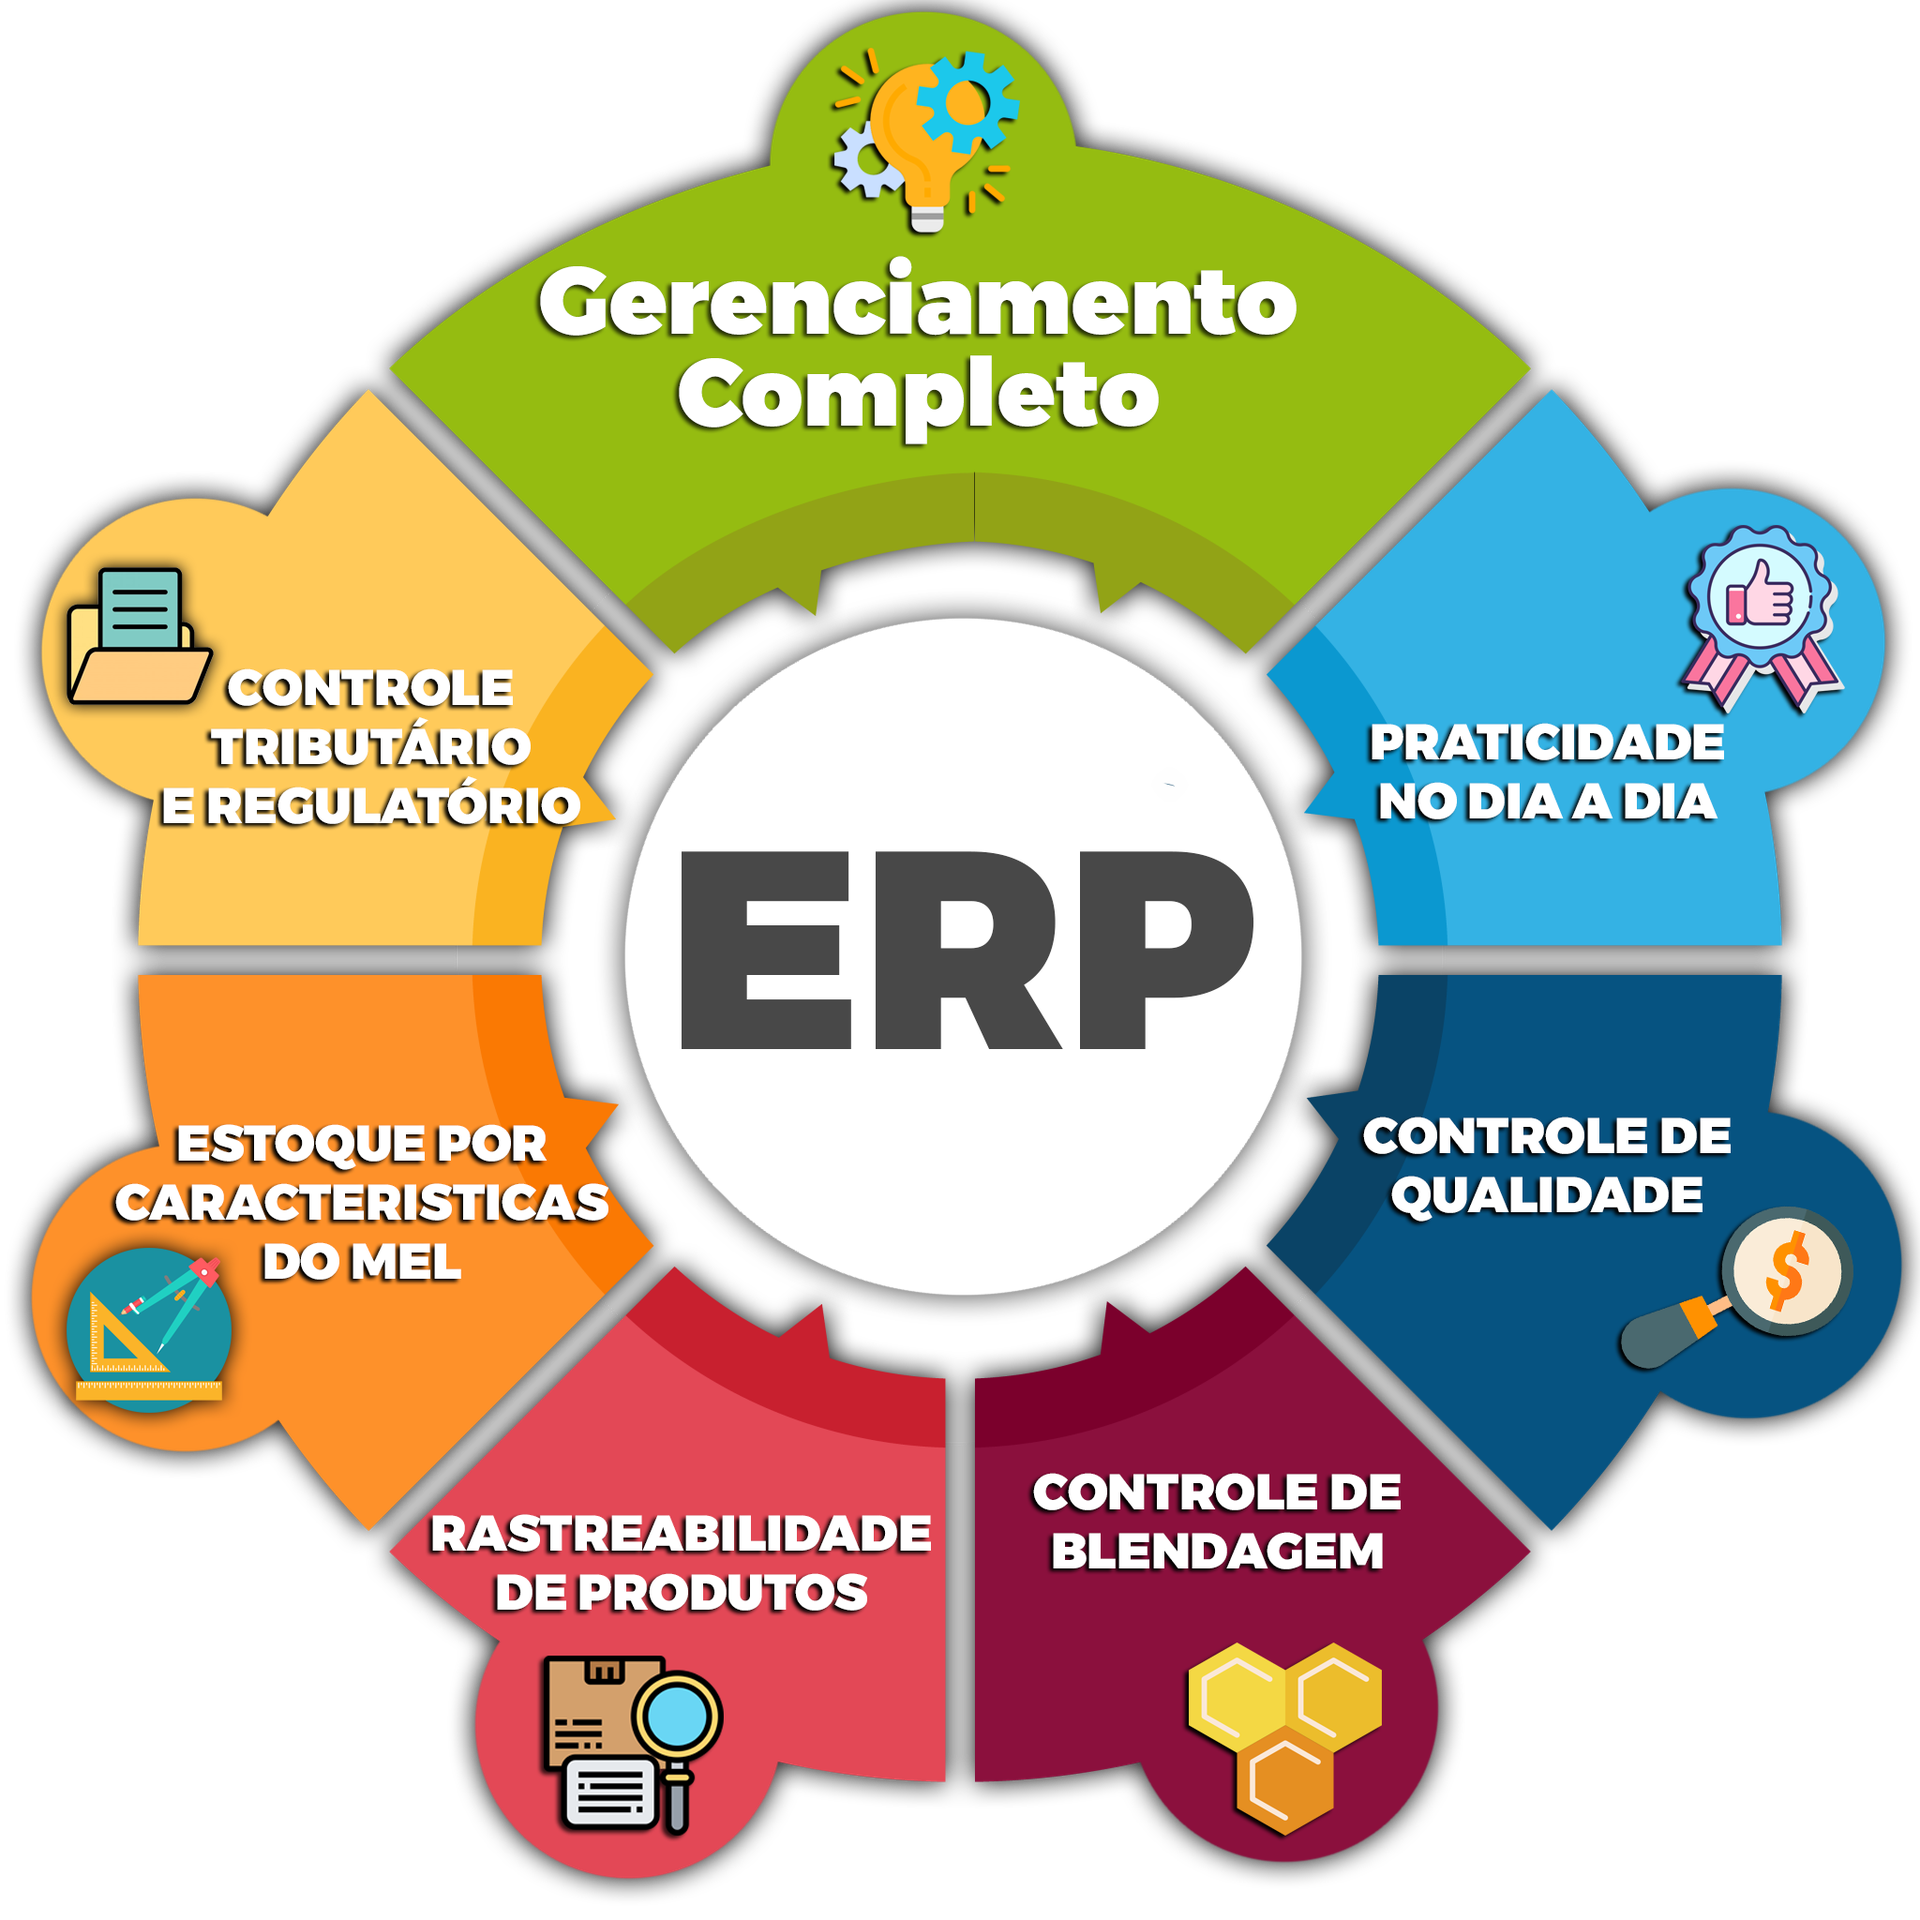 Gerenciamento
Completo
PRATICIDADE
NO DIA A DIA
CONTROLE DE
QUALIDADE
CONTROLE DE
BLENDAGEM
RASTREABILIDADE
DE PRODUTOS
ESTOQUE POR
CARACTERISTICAS
DO MEL
CONTROLE
TRIBUTÁRIO
E REGULATÓRIO
ERP
$